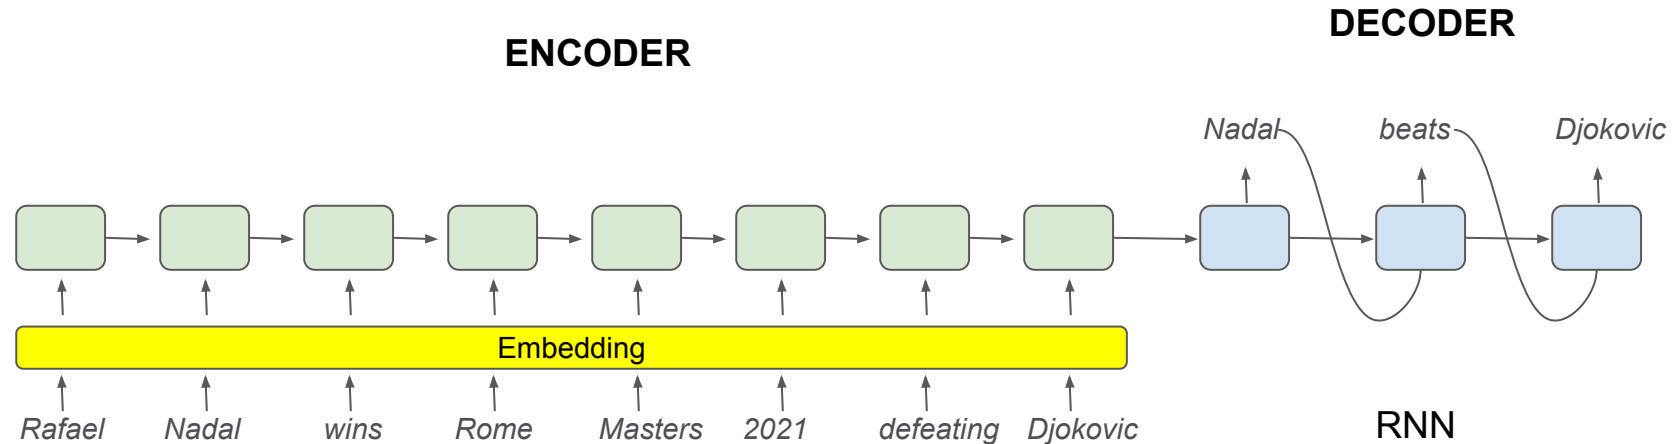 ENCODER
DECODER
Nadal beats Djokovic
Embedding
Rafael Nadal wins Rome Masters 2021 defeating Djokovic
RNN